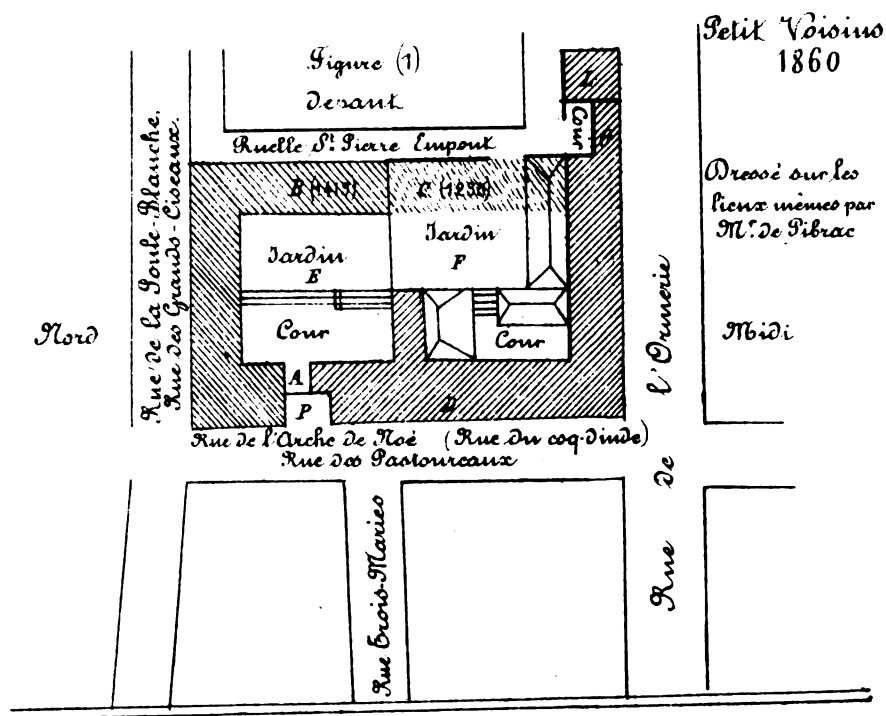 Petit Voisins
1860
Figure (1)
devant
L
Cour
Ruelle St. Pierre Empont
Dressé sur les
lieux mêmes par
Mr. de Pibrac
B (1413)
Jardin
F
Jardin
E
Nord
Rue de la Poule-Blanche.
Rue des Grands-Ciseaux.
Cour
Cour
Midi
A
P
D
Rue de l'Arche de Noé (Rue du coq-d'inde)
Rue des Pastoureaux
Rue Trois-Maries
Rue de l'Ormerie